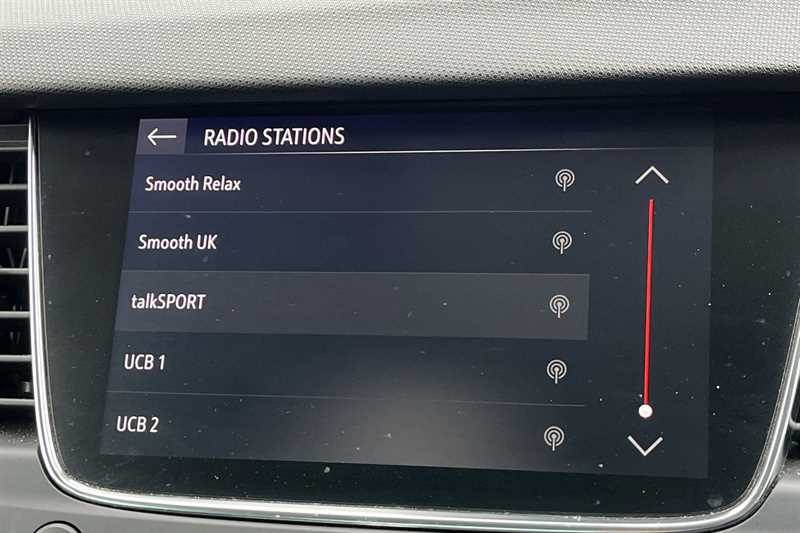 RADIO STATIONS
Smooth Relax
Smooth UK
talkSPORT
UCB 1
UCB 2